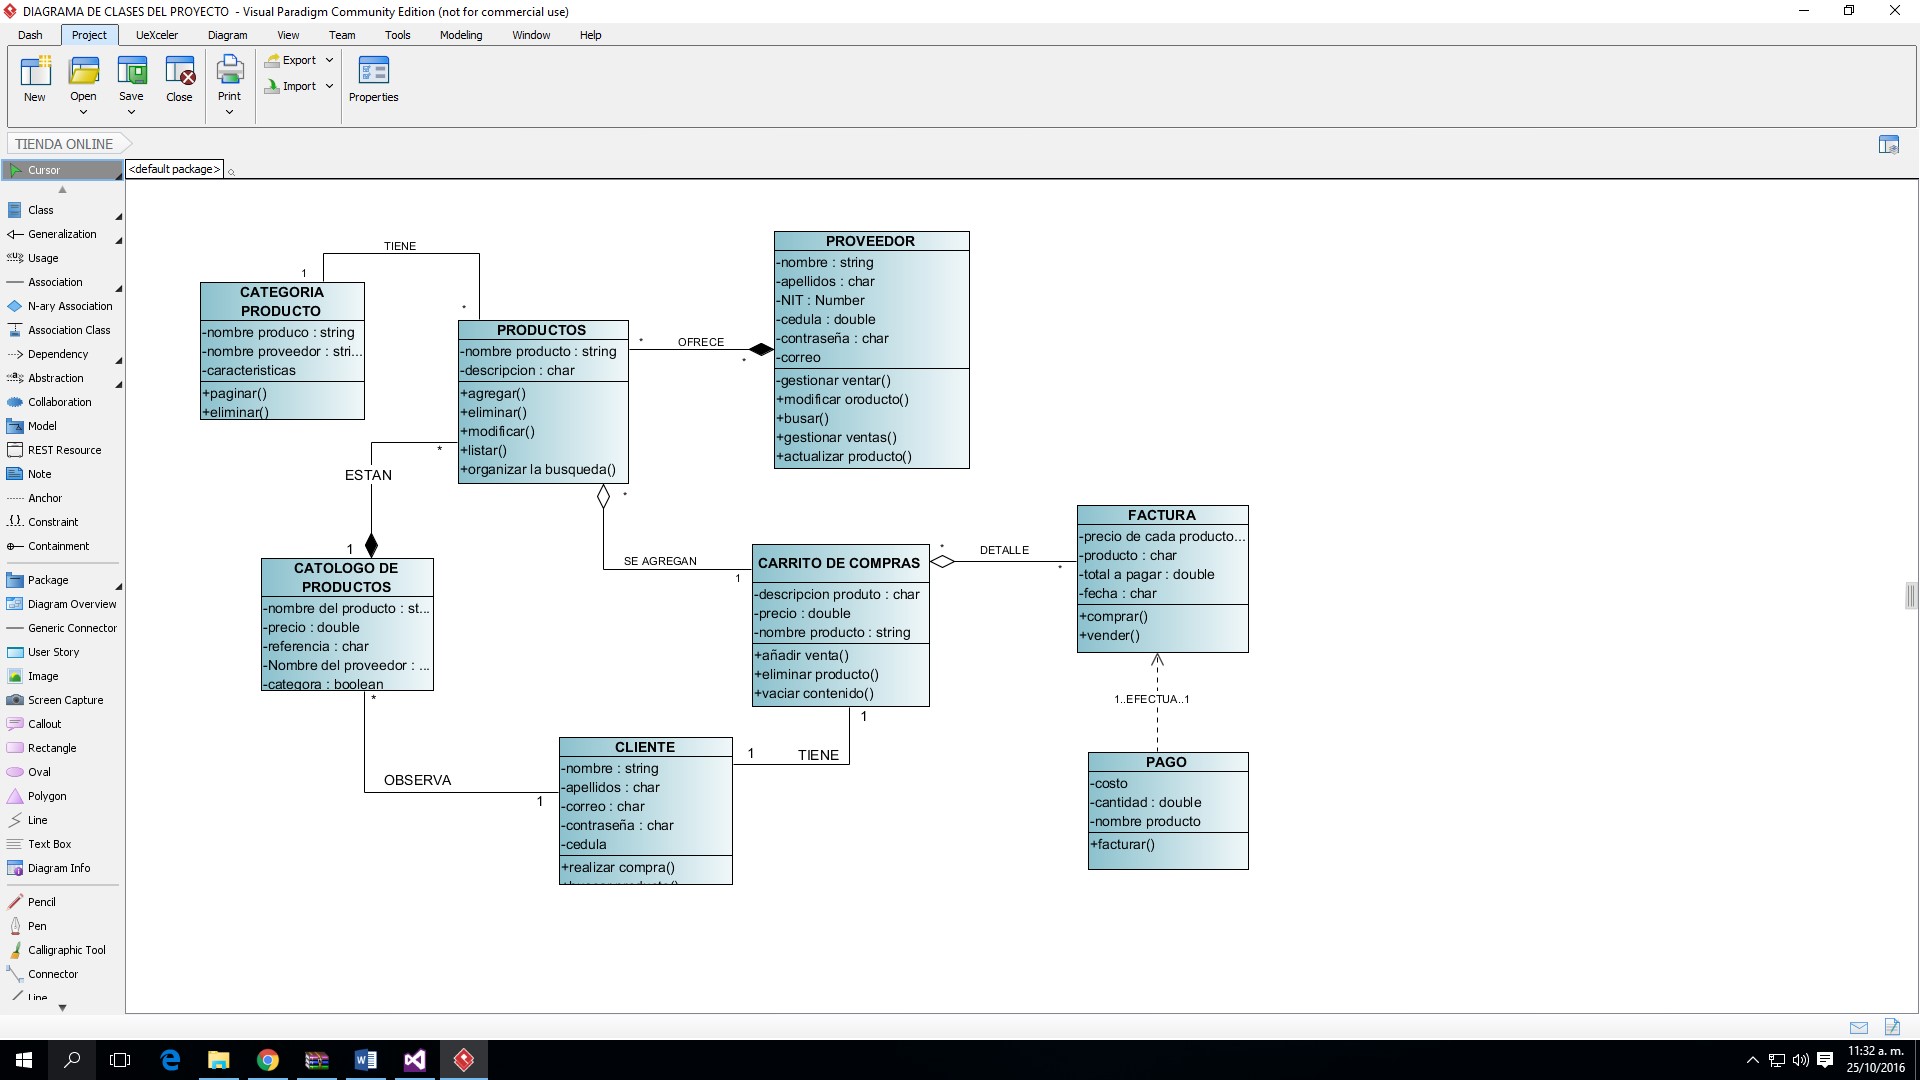 DIAGRAMA DE CLASES DEL PROYECTO - Visual Paradigm Community Edition (not for commercial use)
Dash Project UeXceler Diagram View Team Tools Modeling Window Help
New Open Save Close Print Export Import Properties
TIENDA ONLINE
Cursor
<default package>
Class
Generalization
Usage
Association
N-ary Association
Association Class
Dependency
Abstraction
Collaboration
Model
REST Resource
Note
Anchor
Constraint
Containment
Package
Diagram Overview
Generic Connector
User Story
Image
Screen Capture
Callout
Rectangle
Oval
Polygon
Line
Text Box
Diagram Info
Pencil
Pen
Calligraphic Tool
Connector
Line
TIENE
1
*
CATEGORIA
PRODUCTO
-nombre produco : string
-nombre proveedor : stri...
-caracteristicas
+paginar()
+eliminar()
PRODUCTOS
-nombre producto : string
-descripcion : char
+agregar()
+eliminar()
+modificar()
+listar()
+organizar la busqueda()
*
OFRECE
*
PROVEEDOR
-nombre : string
-apellidos : char
-NIT : Number
-cedula : double
-contraseña : char
-correo
-gestionar ventar()
+modificar oroducto()
+busar()
+gestionar ventas()
+actualizar producto()
*
ESTAN
1
CATOLOGO DE
PRODUCTOS
-nombre del producto : st...
-precio : double
-referencia : char
-Nombre del proveedor : ...
-categora : boolean
*
SE AGREGAN
1
CARRITO DE COMPRAS
-descripcion produto : char
-precio : double
-nombre producto : string
+añadir venta()
+eliminar producto()
+vaciar contenido()
*
DETALLE
*
FACTURA
-precio de cada producto...
-producto : char
-total a pagar : double
-fecha : char
+comprar()
+vender()
1..EFECTUA..1
PAGO
-costo
-cantidad : double
-nombre producto
+facturar()
*
OBSERVA
1
CLIENTE
-nombre : string
-apellidos : char
-correo : char
-contraseña : char
-cedula
+realizar compra()
1
TIENE
1
11:32 a. m.
25/10/2016